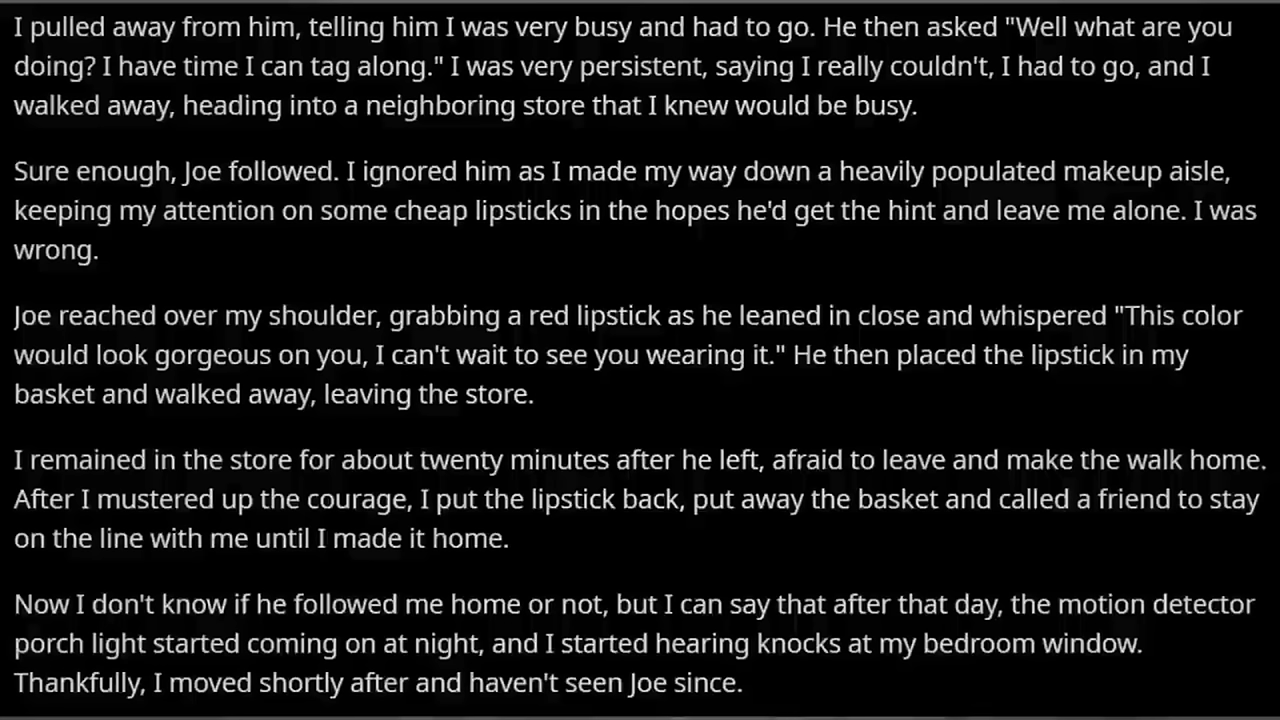 I pulled away from him, telling him I was very busy and had to go. He then asked "Well what are you
doing? I have time I can tag along." I was very persistent, saying I really couldn't, I had to go, and I
walked away, heading into a neighboring store that I knew would be busy.
Sure enough, Joe followed. I ignored him as I made my way down a heavily populated makeup aisle,
keeping my attention on some cheap lipsticks in the hopes he'd get the hint and leave me alone. I was
wrong.
Joe reached over my shoulder, grabbing a red lipstick as he leaned in close and whispered "This color
would look gorgeous on you, I can't wait to see you wearing it." He then placed the lipstick in my
basket and walked away, leaving the store.
I remained in the store for about twenty minutes after he left, afraid to leave and make the walk home.
After I mustered up the courage, I put the lipstick back, put away the basket and called a friend to stay
on the line with me until I made it home.
Now I don't know if he followed me home or not, but I can say that after that day, the motion detector
porch light started coming on at night, and I started hearing knocks at my bedroom window.
Thankfully, I moved shortly after and haven't seen Joe since.